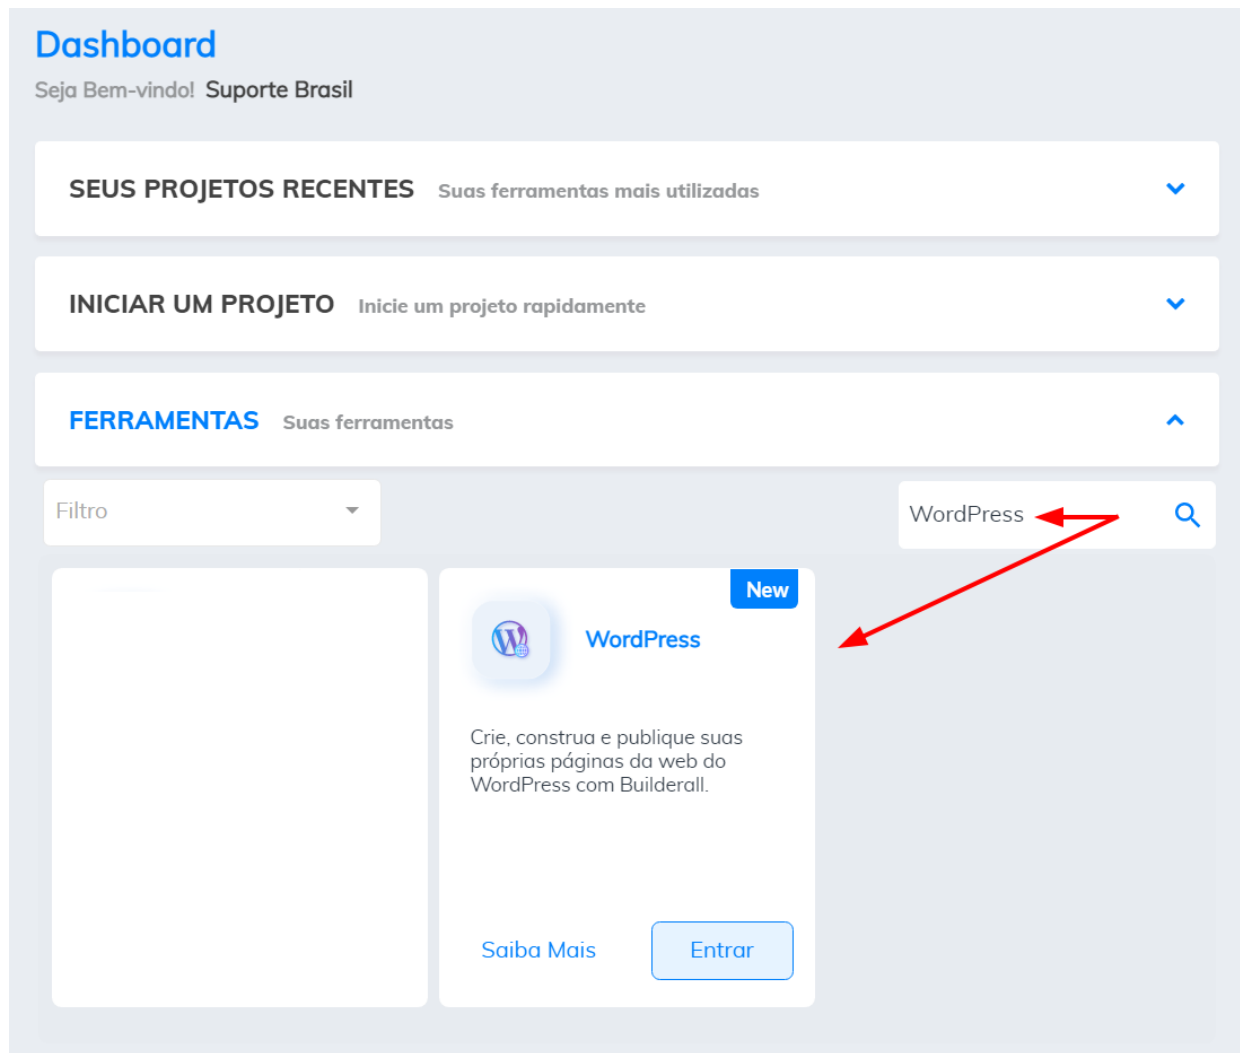 Dashboard
Seja Bem-vindo! Suporte Brasil
SEUS PROJETOS RECENTES Suas ferramentas mais utilizadas
INICIAR UM PROJETO Inicie um projeto rapidamente
FERRAMENTAS Suas ferramentas
Filtro
WordPress
New
WordPress
Crie, construa e publique suas
próprias páginas da web do
WordPress com Builderall.
Saiba Mais
Entrar